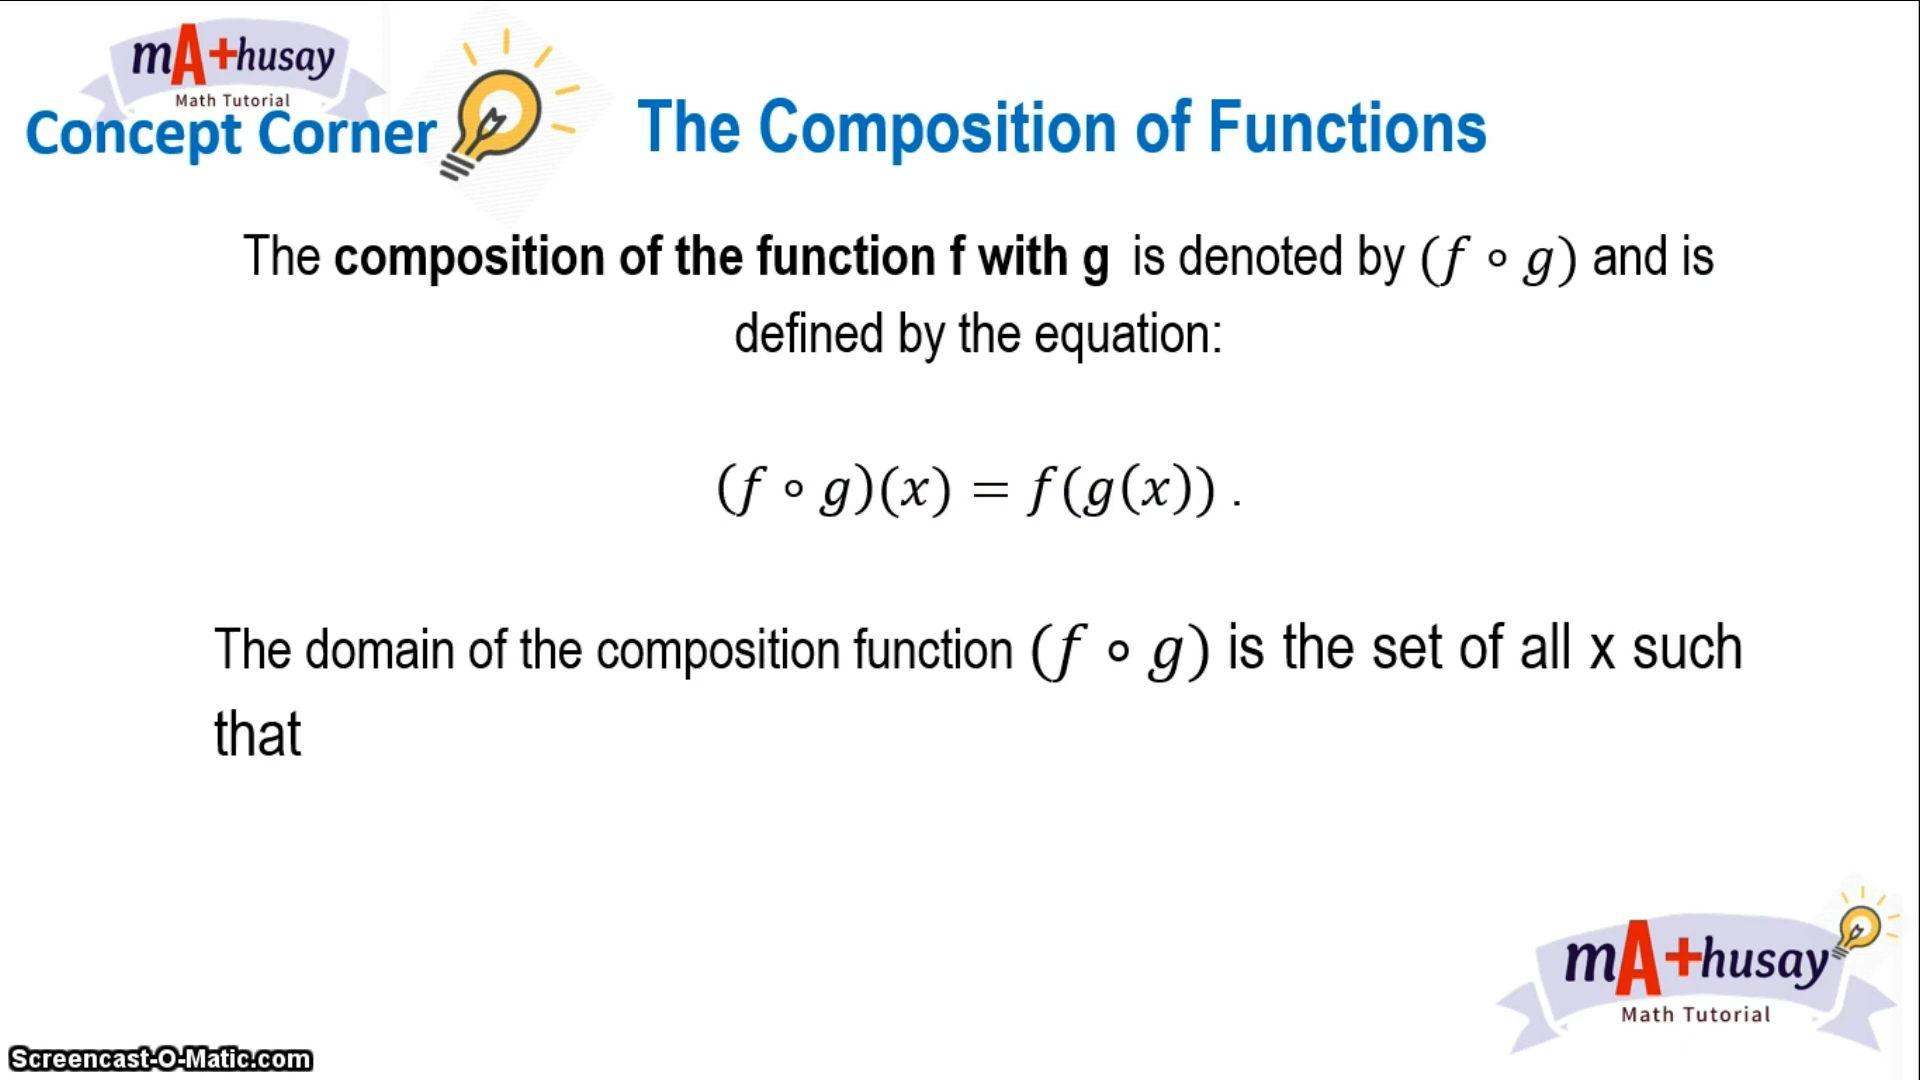 mA+husay
Math Tutorial
Concept Corner
The Composition of Functions
The composition of the function f with g is denoted by (f ∘ g) and is
defined by the equation:
(f ∘ g)(x) = f(g(x)) .
The domain of the composition function (f ∘ g) is the set of all x such
that
mA+husay
Math Tutorial
Screencast-O-Matic.com